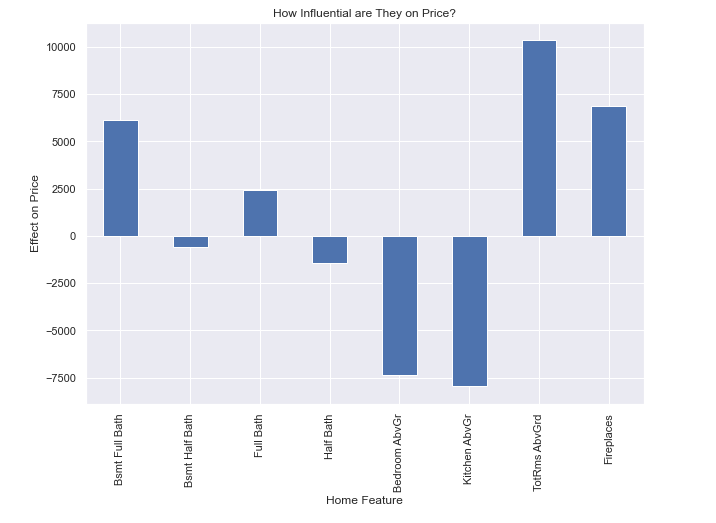 How Influential are They on Price?
10000
7500
5000
2500
0
−2500
−5000
−7500
Effect on Price
Bsmt Full Bath
Bsmt Half Bath
Full Bath
Half Bath
Bedroom AbvGr
Kitchen AbvGr
TotRms AbvGrd
Fireplaces
Home Feature